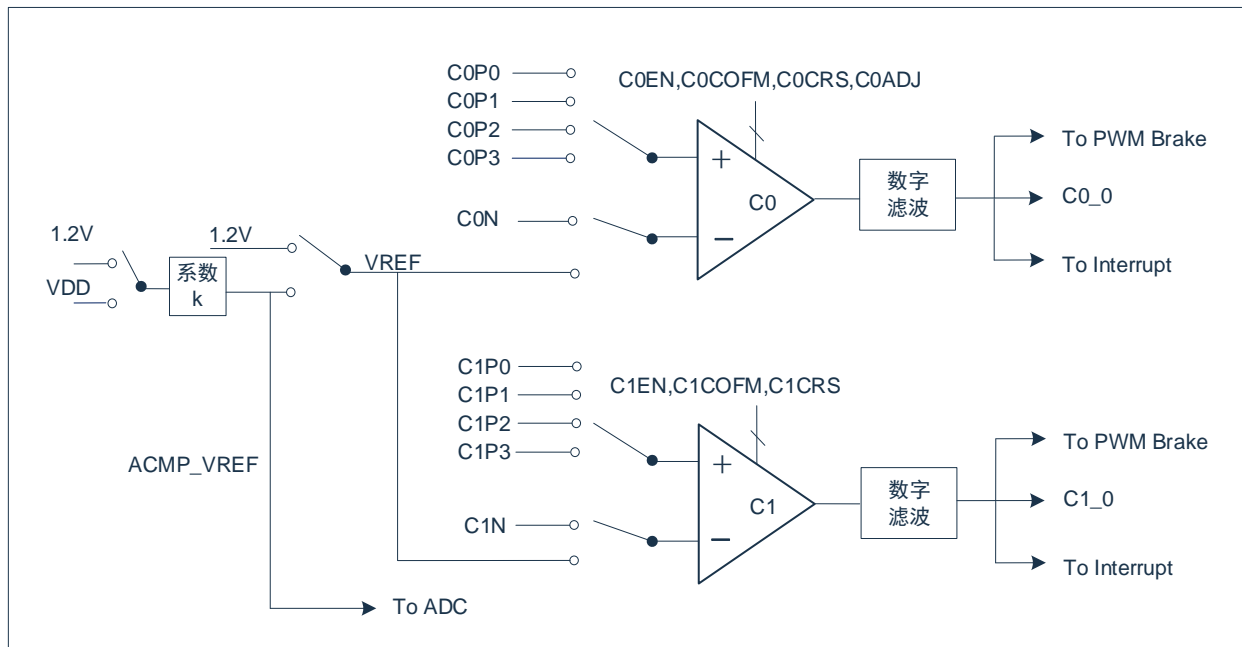 C0P0
C0P1
C0P2
C0P3
C0N
C0EN,C0COFM,C0CRS,C0ADJ
+
−
C0
数字
滤波
To PWM Brake
C0_0
To Interrupt
1.2V
VDD
系数
k
1.2V
VREF
ACMP_VREF
To ADC
C1P0
C1P1
C1P2
C1P3
C1N
C1EN,C1COFM,C1CRS
+
−
C1
数字
滤波
To PWM Brake
C1_0
To Interrupt